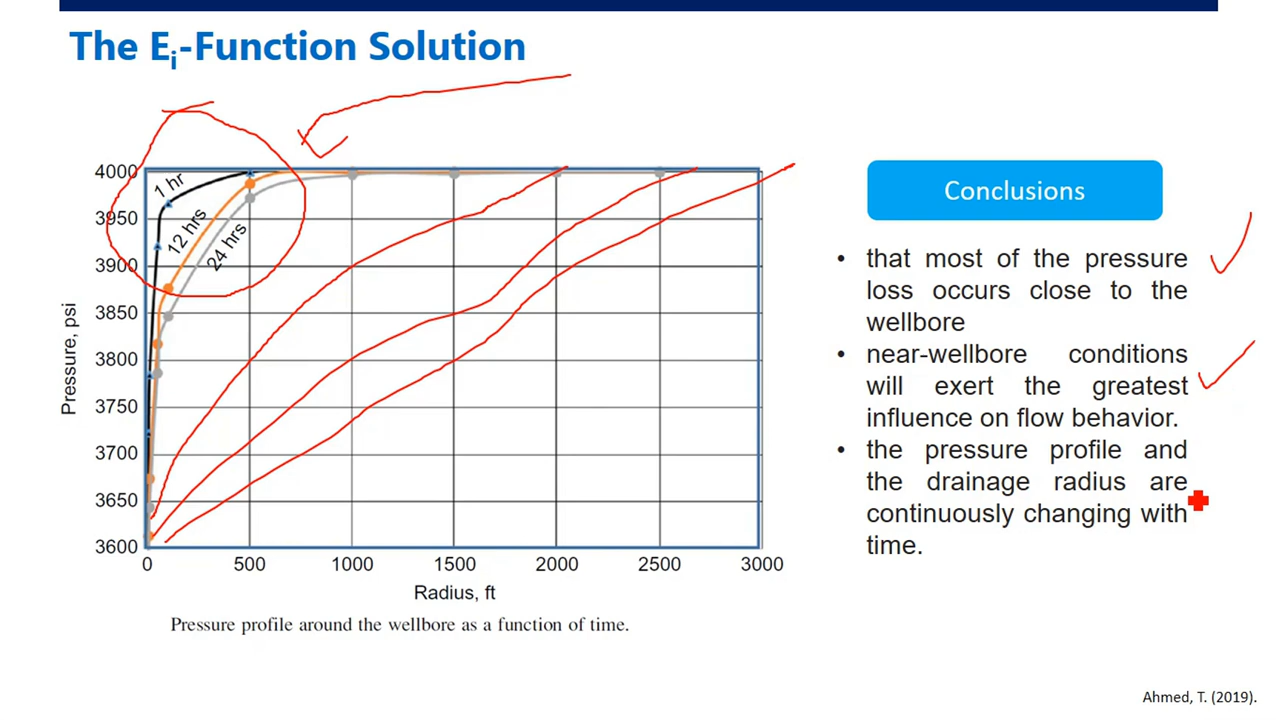 The Ei-Function Solution
4000
3950
3900
3850
3800
3750
3700
3650
3600
Pressure, psi
1 hr
12 hrs
24 hrs
0 500 1000 1500 2000 2500 3000
Radius, ft
Pressure profile around the wellbore as a function of time.
Conclusions
• that most of the pressure
loss occurs close to the
wellbore
• near-wellbore conditions
will exert the greatest
influence on flow behavior.
• the pressure profile and
the drainage radius are
continuously changing with
time.
Ahmed, T. (2019).